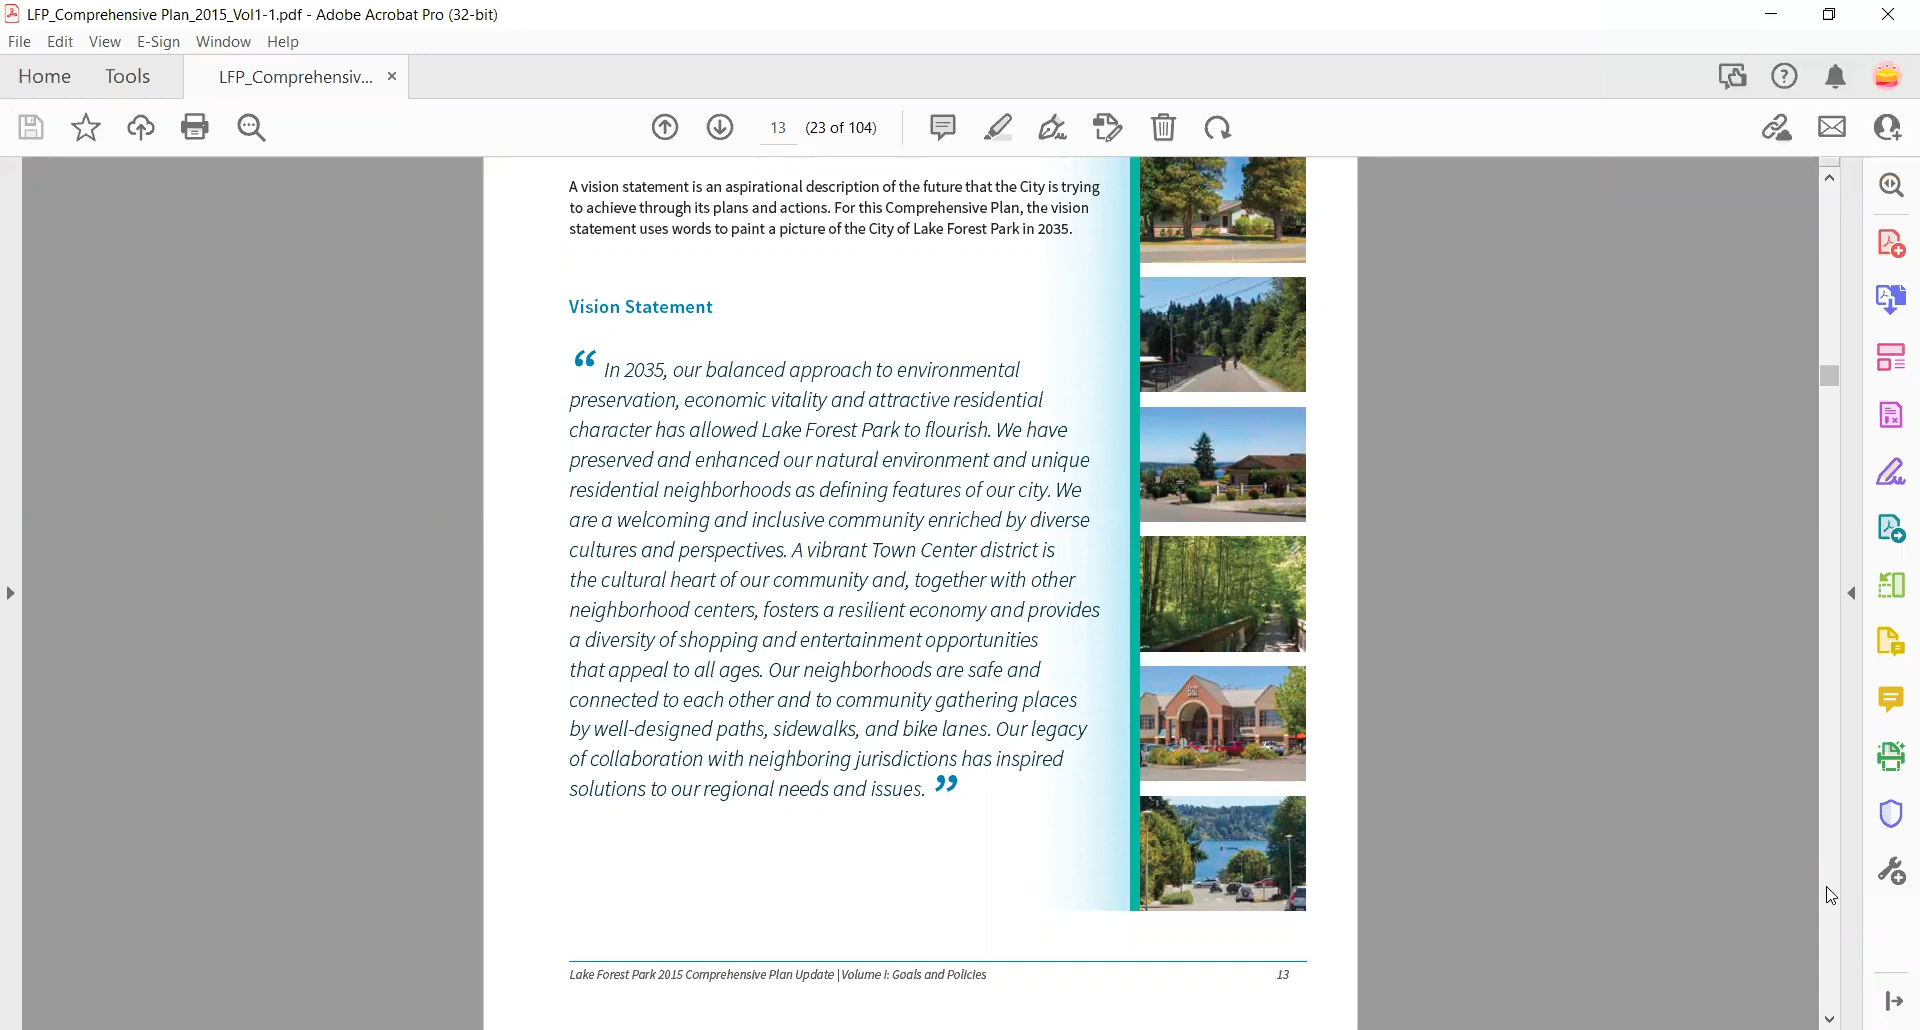 LFP_Comprehensive Plan_2015_Vol1-1.pdf - Adobe Acrobat Pro (32-bit)
File Edit View E-Sign Window Help
Home Tools LFP_Comprehensiv... ×
13 (23 of 104)
A vision statement is an aspirational description of the future that the City is trying
to achieve through its plans and actions. For this Comprehensive Plan, the vision
statement uses words to paint a picture of the City of Lake Forest Park in 2035.
Vision Statement
“ In 2035, our balanced approach to environmental
preservation, economic vitality and attractive residential
character has allowed Lake Forest Park to flourish. We have
preserved and enhanced our natural environment and unique
residential neighborhoods as defining features of our city. We
are a welcoming and inclusive community enriched by diverse
cultures and perspectives. A vibrant Town Center district is
the cultural heart of our community and, together with other
neighborhood centers, fosters a resilient economy and provides
a diversity of shopping and entertainment opportunities
that appeal to all ages. Our neighborhoods are safe and
connected to each other and to community gathering places
by well-designed paths, sidewalks, and bike lanes. Our legacy
of collaboration with neighboring jurisdictions has inspired
solutions to our regional needs and issues. ”
Lake Forest Park 2015 Comprehensive Plan Update | Volume I: Goals and Policies 13